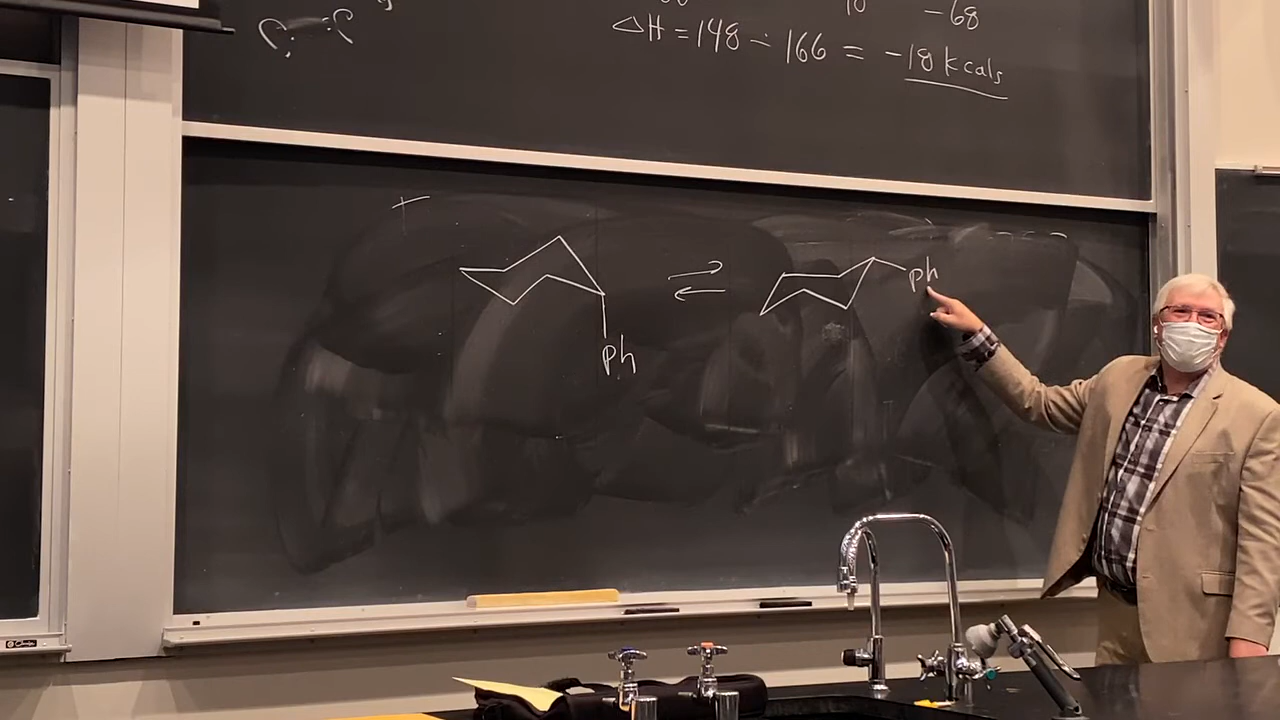 -68
ΔH = 148 - 166 = -18 kcals
Ph
Ph